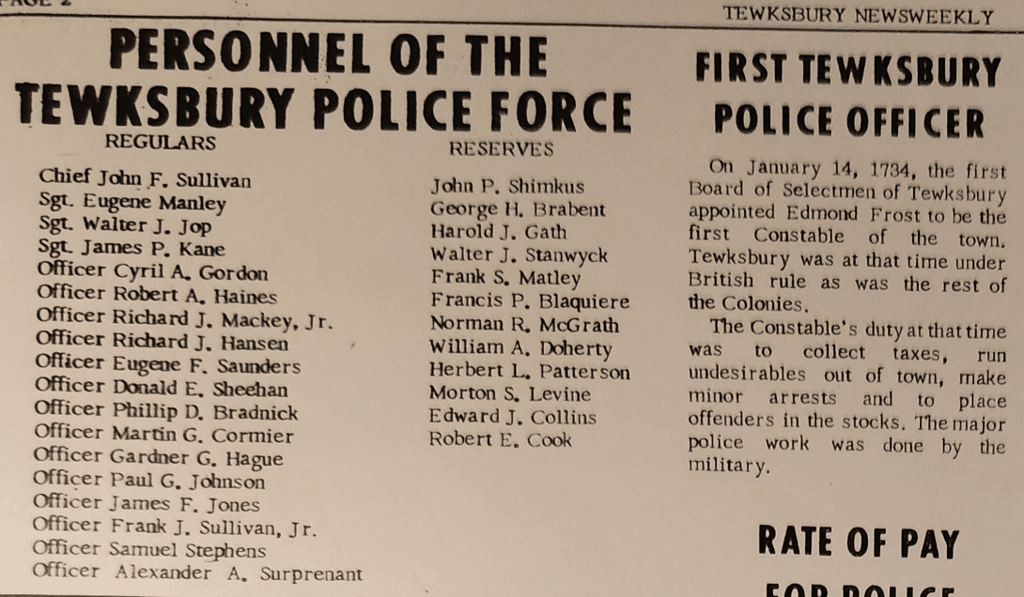 PAGE 2
TEWKSBURY NEWSWEEKLY
PERSONNEL OF THE
TEWKSBURY POLICE FORCE
REGULARS
Chief John F. Sullivan
Sgt. Eugene Manley
Sgt. Walter J. Jop
Sgt. James P. Kane
Officer Cyril A. Gordon
Officer Robert A. Haines
Officer Richard J. Mackey, Jr.
Officer Richard J. Hansen
Officer Eugene F. Saunders
Officer Donald E. Sheehan
Officer Phillip D. Bradnick
Officer Martin G. Cormier
Officer Gardner G. Hague
Officer Paul G. Johnson
Officer James F. Jones
Officer Frank J. Sullivan, Jr.
Officer Samuel Stephens
Officer Alexander A. Surprenant
RESERVES
John P. Shimkus
George H. Brabent
Harold J. Gath
Walter J. Stanwyck
Frank S. Matley
Francis P. Blaquiere
Norman R. McGrath
William A. Doherty
Herbert L. Patterson
Morton S. Levine
Edward J. Collins
Robert E. Cook
FIRST TEWKSBURY
POLICE OFFICER
On January 14, 1734, the first
Board of Selectmen of Tewksbury
appointed Edmond Frost to be the
first Constable of the town.
Tewksbury was at that time under
British rule as was the rest of
the Colonies.
The Constable's duty at that time
was to collect taxes, run
undesirables out of town, make
minor arrests and to place
offenders in the stocks. The major
police work was done by the
military.
RATE OF PAY
FOR POLICE